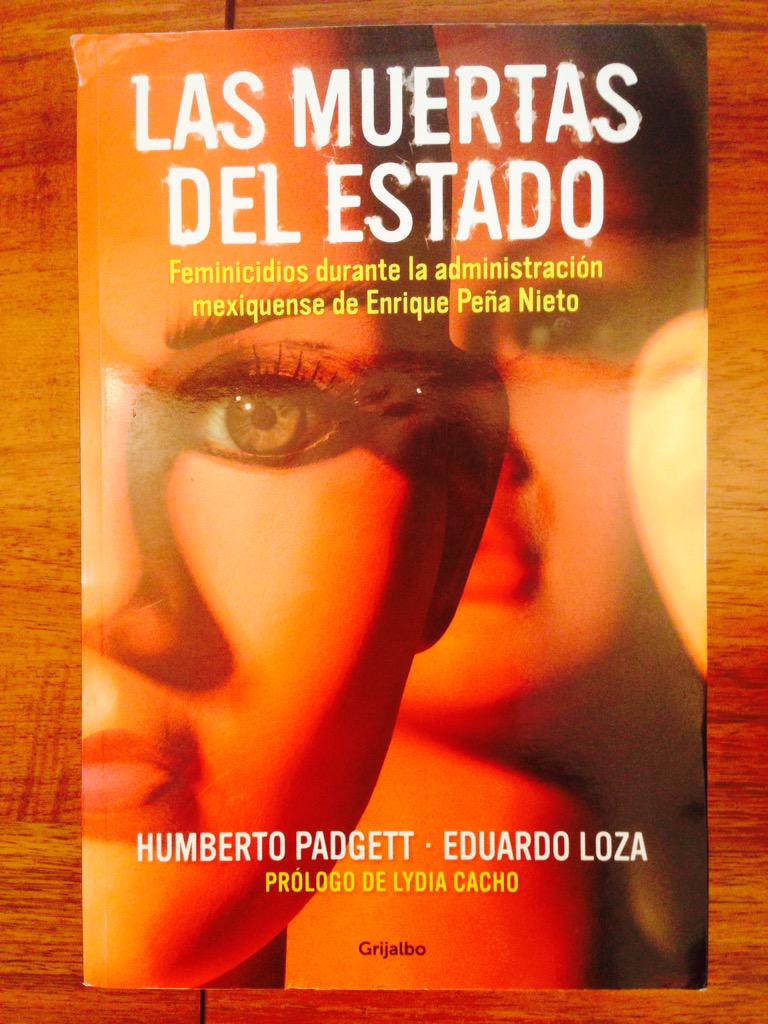 LAS MUERTAS
DEL ESTADO
Feminicidios durante la administración
mexiquense de Enrique Peña Nieto
HUMBERTO PADGETT · EDUARDO LOZA
PRÓLOGO DE LYDIA CACHO
Grijalbo